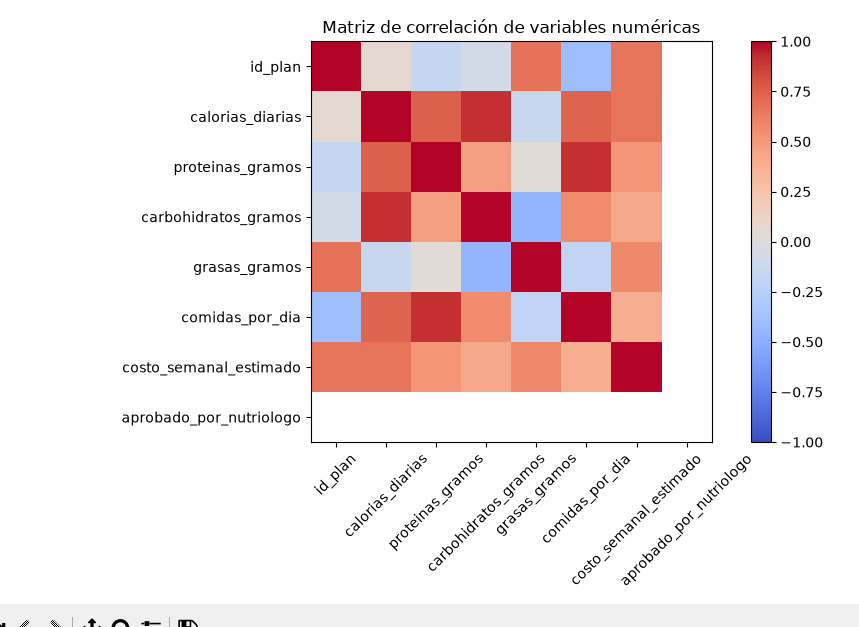 Matriz de correlación de variables numéricas
id_plan
calorias_diarias
proteinas_gramos
carbohidratos_gramos
grasas_gramos
comidas_por_dia
costo_semanal_estimado
aprobado_por_nutriologo
id_plan
calorias_diarias
proteinas_gramos
carbohidratos_gramos
grasas_gramos
comidas_por_dia
costo_semanal_estimado
aprobado_por_nutriologo
1.00
0.75
0.50
0.25
0.00
−0.25
−0.50
−0.75
−1.00